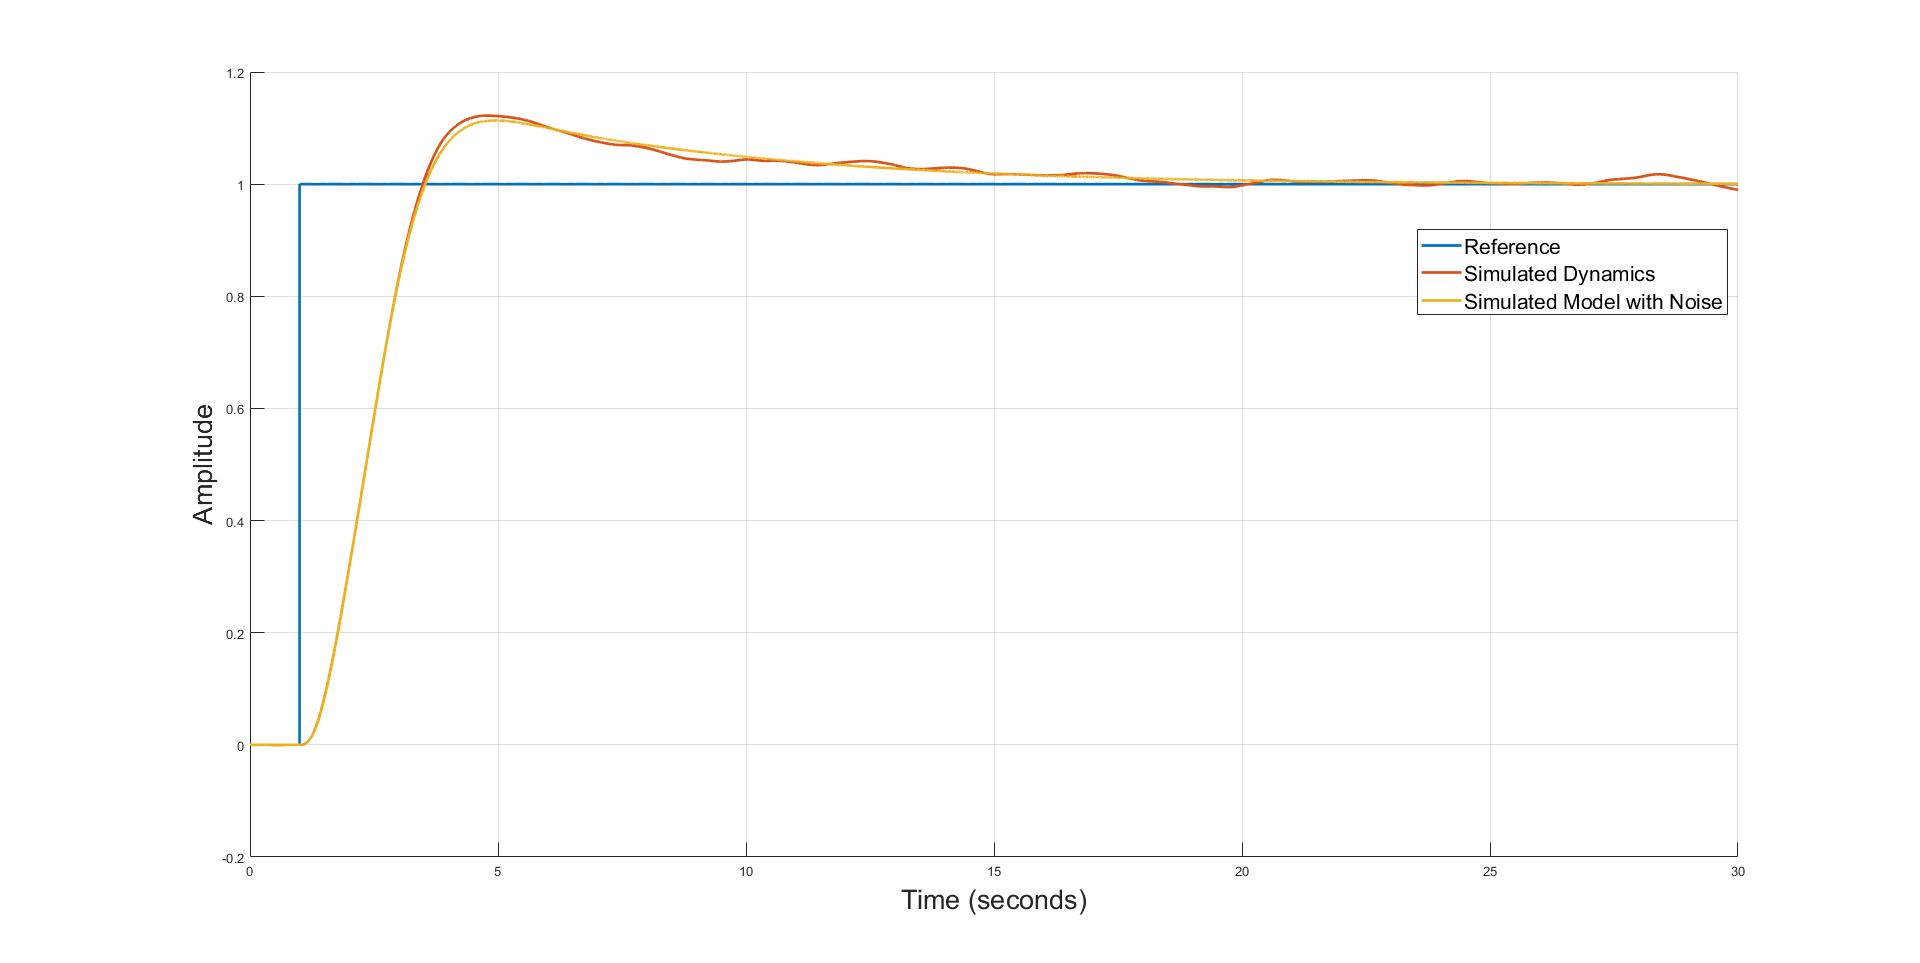 1.2
1
0.8
0.6
0.4
0.2
0
-0.2
Amplitude
Reference
Simulated Dynamics
Simulated Model with Noise
0 5 10 15 20 25 30
Time (seconds)